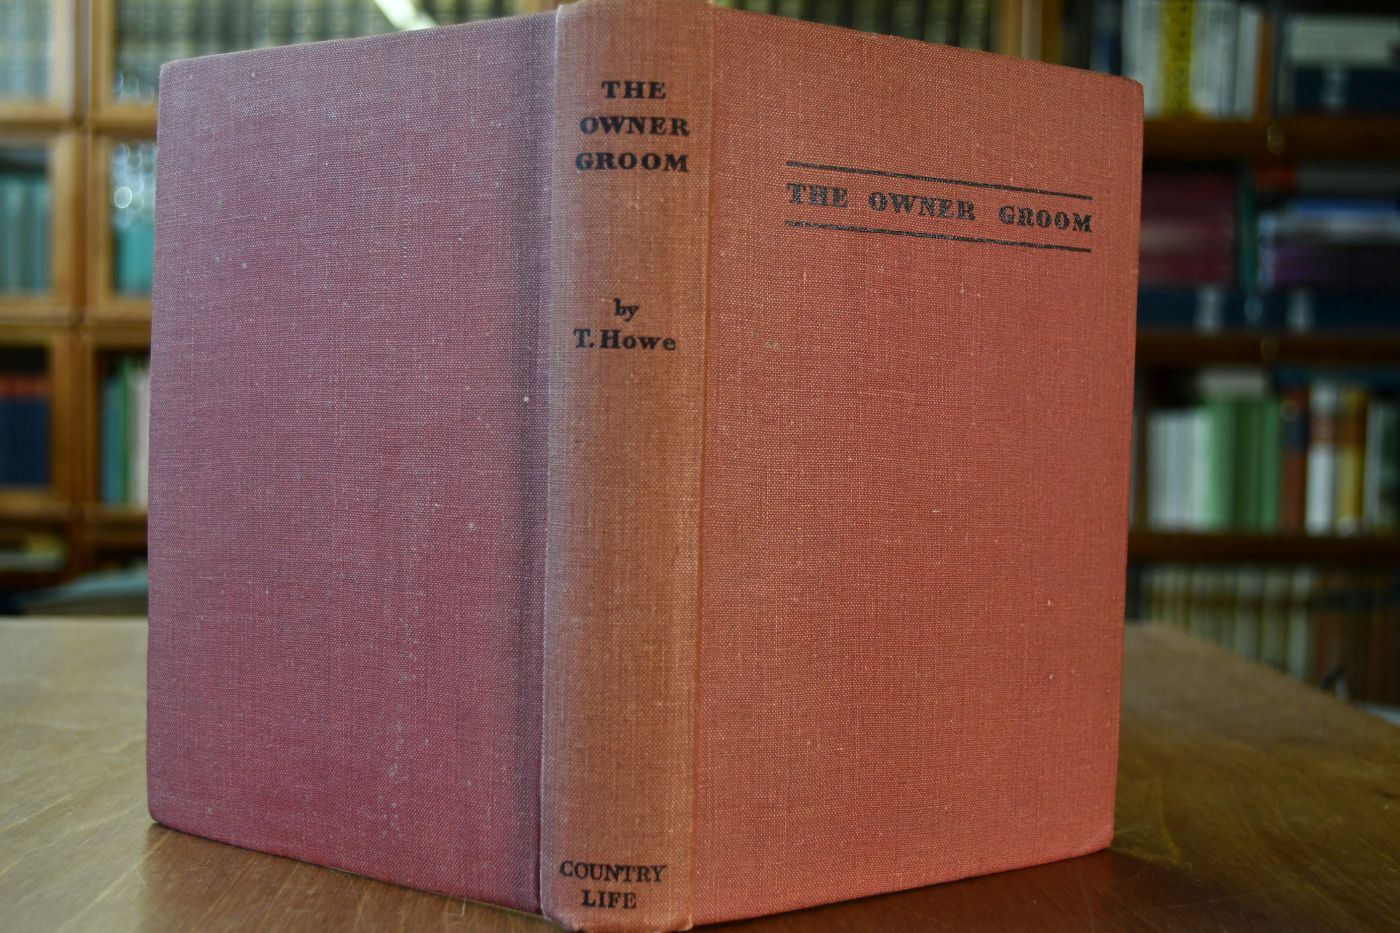 THE
OWNER
GROOM
by
T. Howe
COUNTRY
LIFE
THE OWNER GROOM